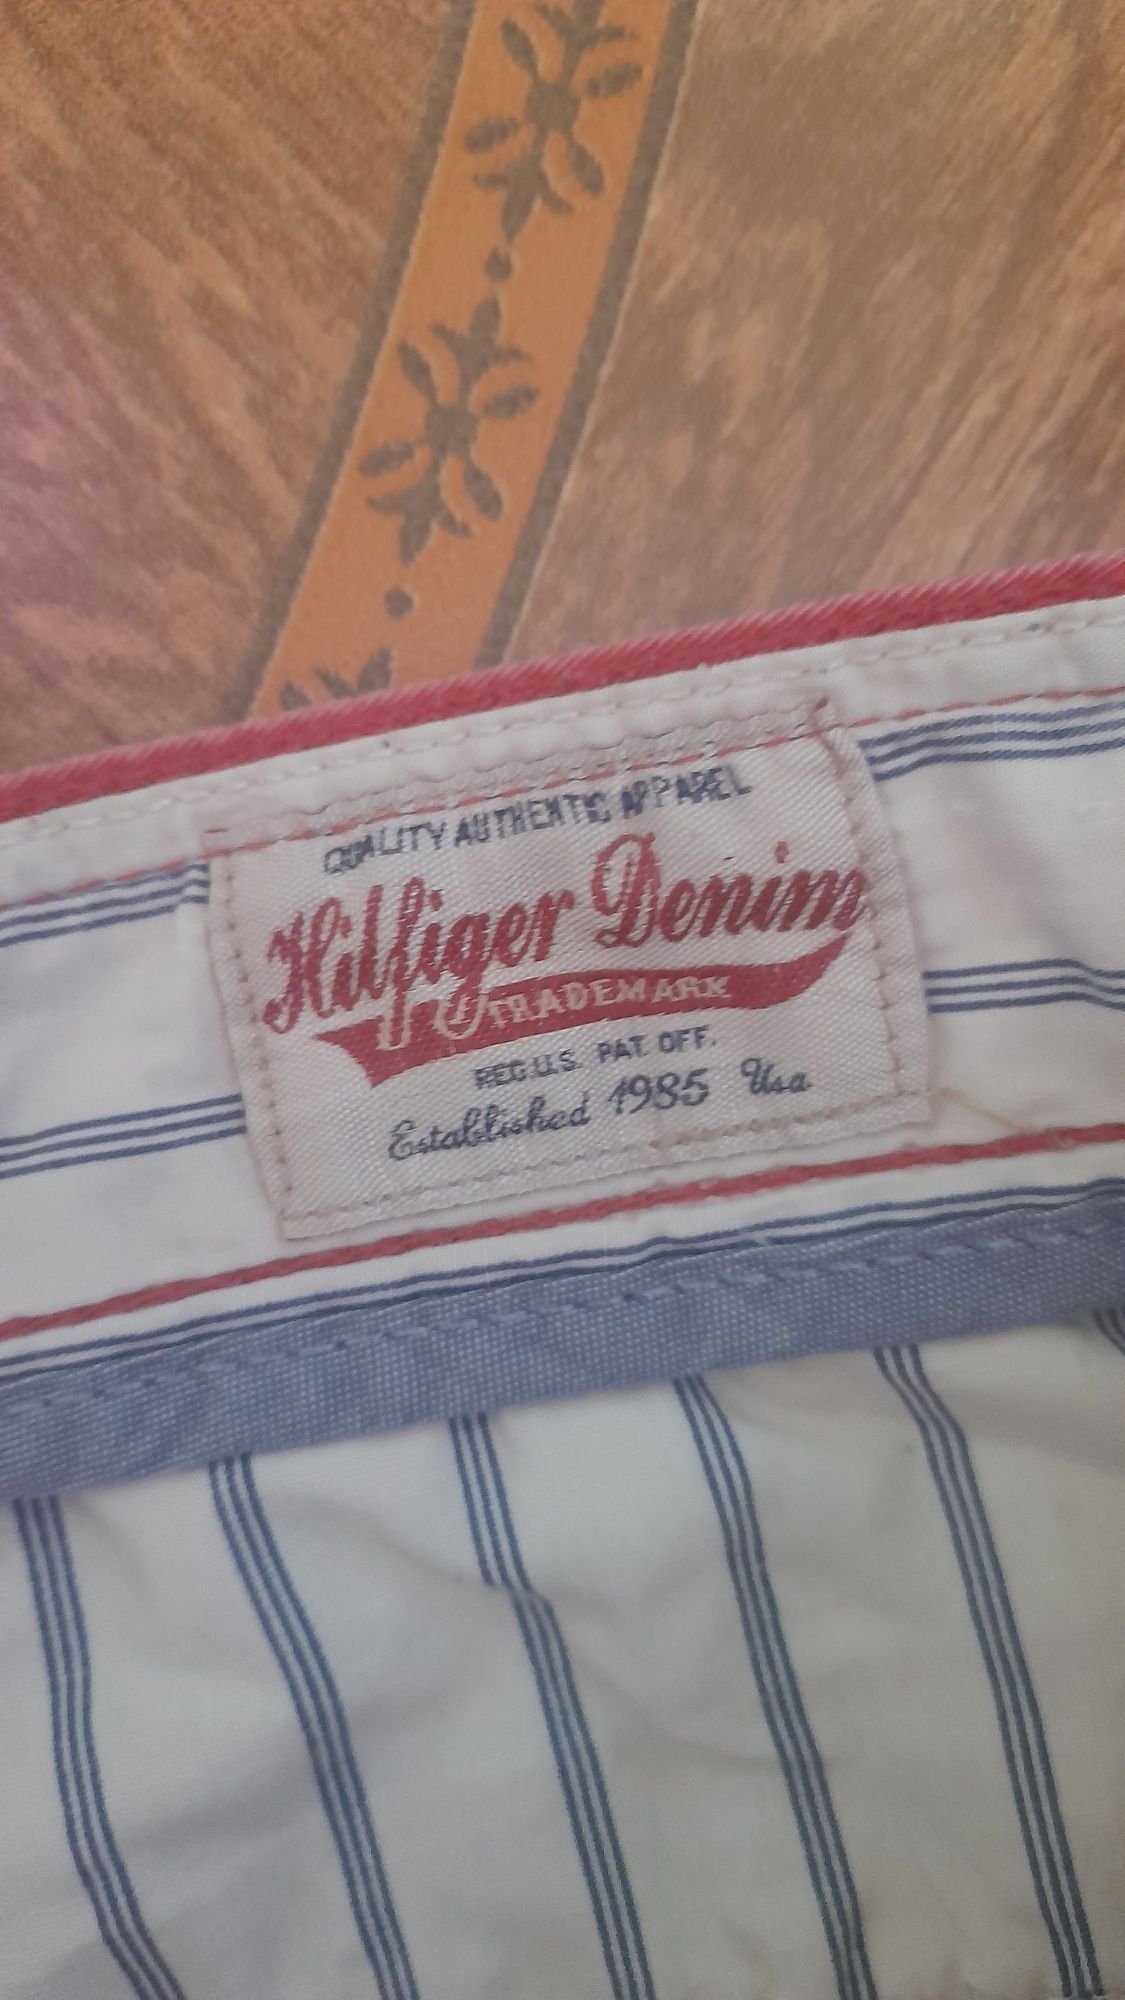 QUALITY AUTHENTIC APPAREL
Hilfiger Denim
TRADEMARK
REG U.S. PAT. OFF.
Established 1985 Usa